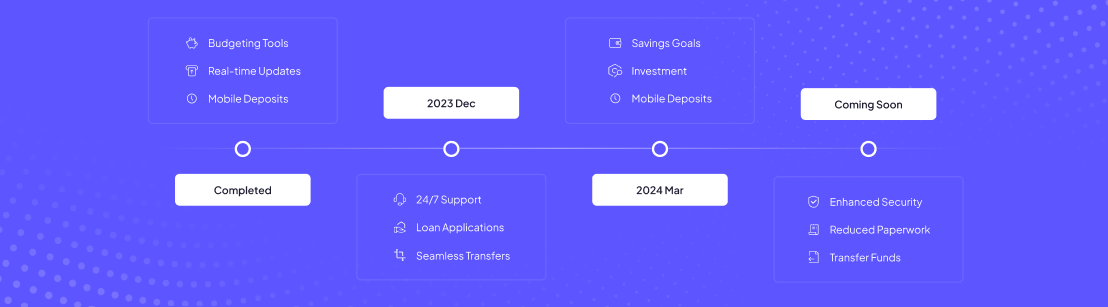 Budgeting Tools
Real-time Updates
Mobile Deposits
Completed
2023 Dec
24/7 Support
Loan Applications
Seamless Transfers
Savings Goals
Investment
Mobile Deposits
2024 Mar
Coming Soon
Enhanced Security
Reduced Paperwork
Transfer Funds